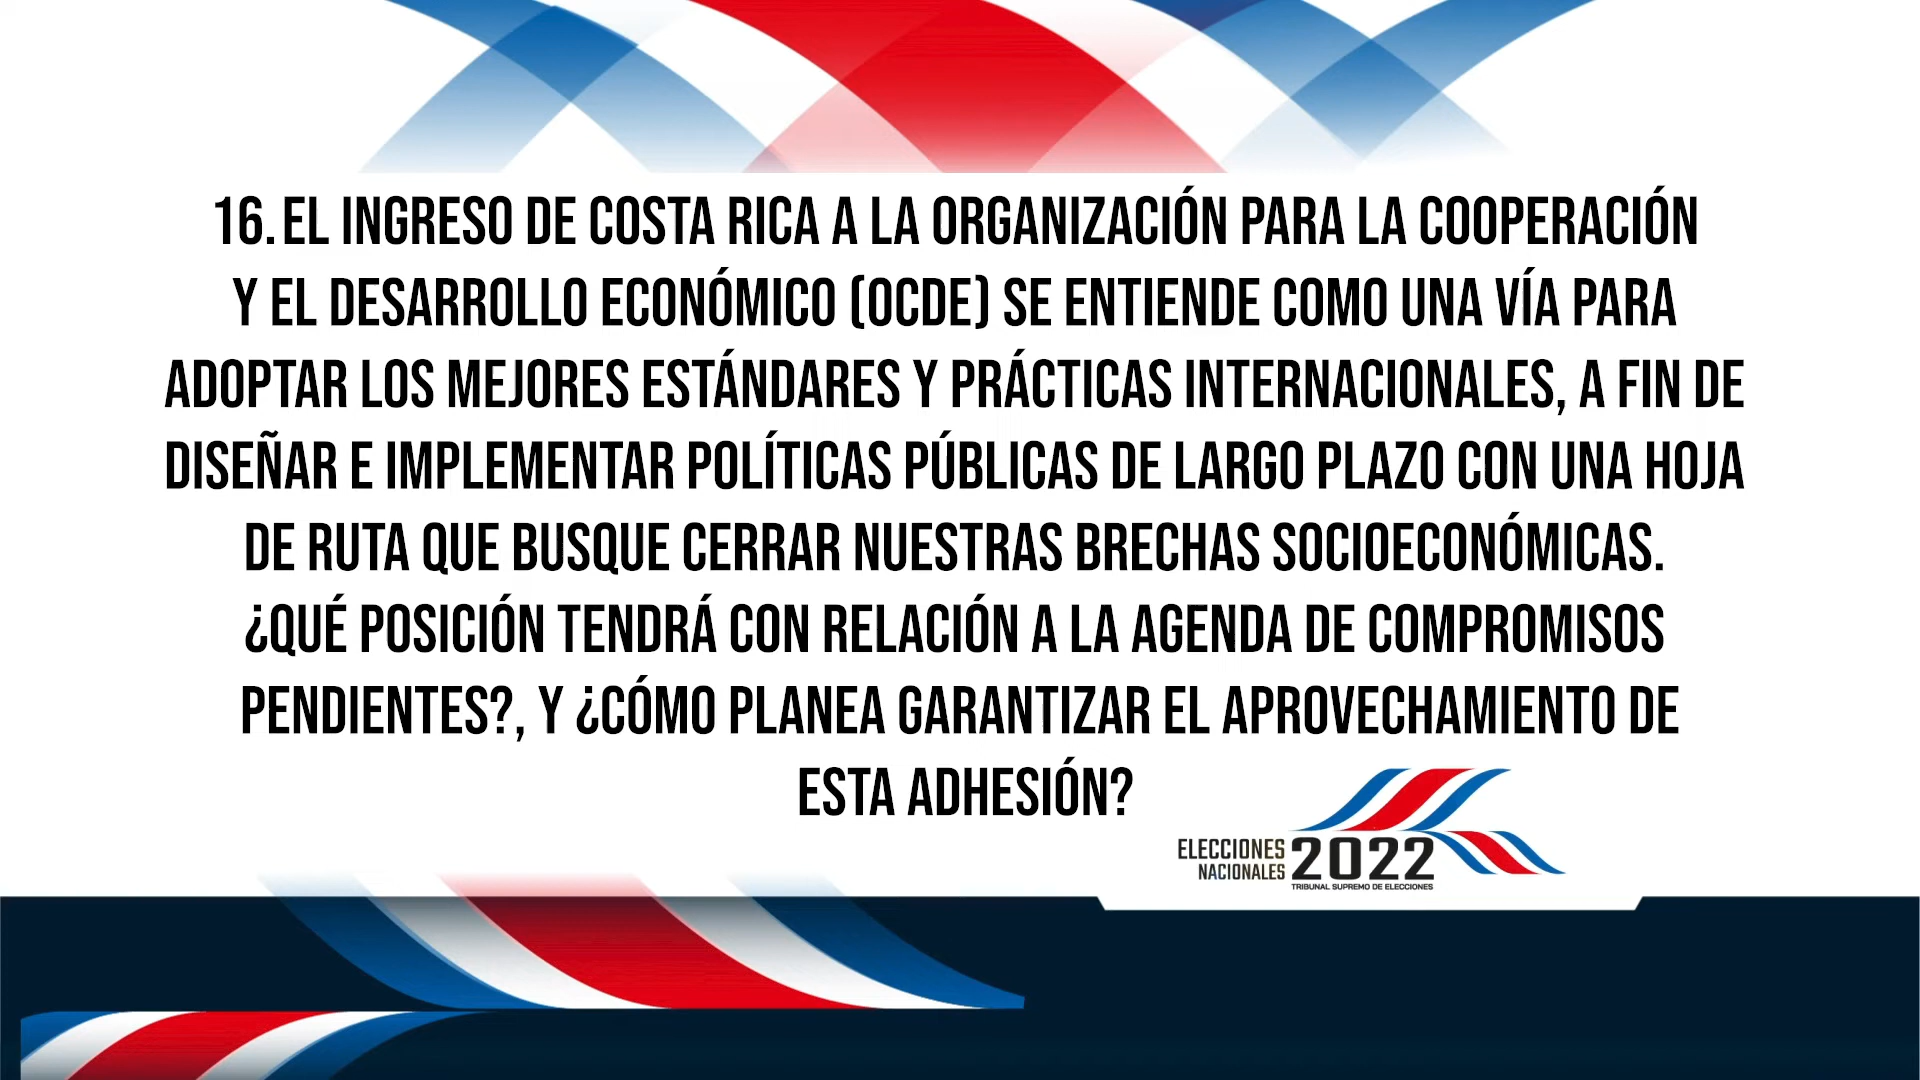 16. EL INGRESO DE COSTA RICA A LA ORGANIZACIÓN PARA LA COOPERACIÓN
Y EL DESARROLLO ECONÓMICO (OCDE) SE ENTIENDE COMO UNA VÍA PARA
ADOPTAR LOS MEJORES ESTÁNDARES Y PRÁCTICAS INTERNACIONALES, A FIN DE
DISEÑAR E IMPLEMENTAR POLÍTICAS PÚBLICAS DE LARGO PLAZO CON UNA HOJA
DE RUTA QUE BUSQUE CERRAR NUESTRAS BRECHAS SOCIOECONÓMICAS.
¿QUÉ POSICIÓN TENDRÁ CON RELACIÓN A LA AGENDA DE COMPROMISOS
PENDIENTES?, Y ¿CÓMO PLANEA GARANTIZAR EL APROVECHAMIENTO DE
ESTA ADHESIÓN?
ELECCIONES
NACIONALES
2022
TRIBUNAL SUPREMO DE ELECCIONES